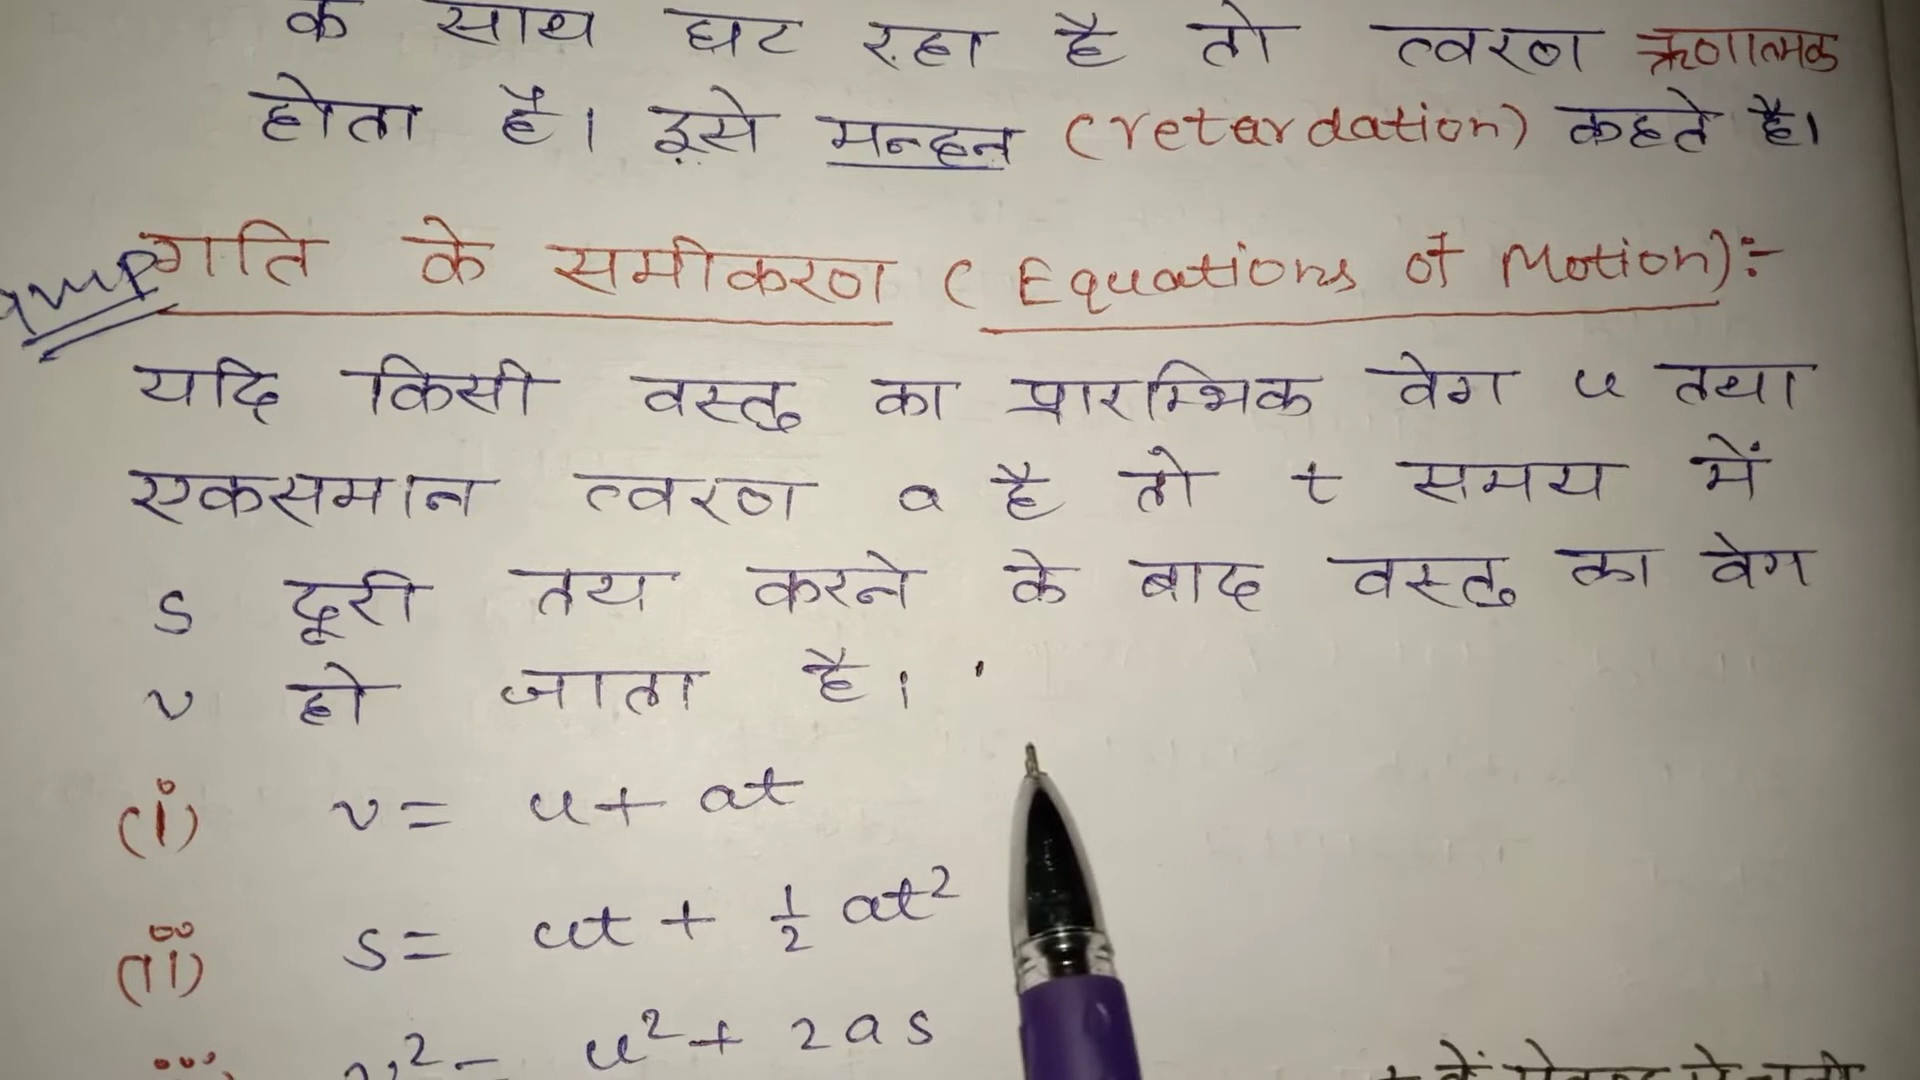 के साथ घट रहा है तो त्वरण ऋणात्मक
होता है। इसे मन्दन (retardation) कहते है।
Imp गति के समीकरण ( Equations of Motion):-
यदि किसी वस्तु का प्रारम्भिक वेग u तथा
एकसमान त्वरण a है तो t समय में
s दूरी तय करने के बाद वस्तु का वेग
v हो जाता है।
(i) v = u + at
(ii) s = ut + 1/2 at²
(iii) v² = u² + 2as